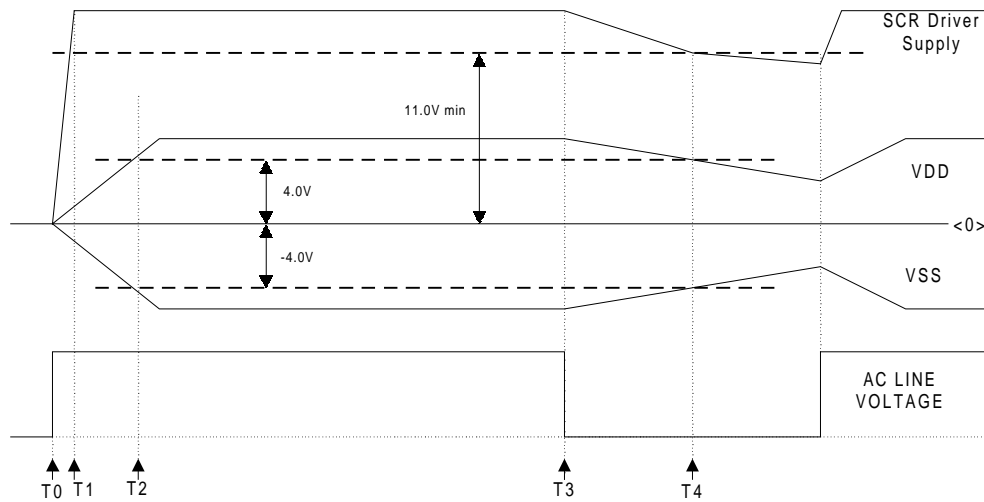 SCR Driver
Supply
11.0V min
VDD
4.0V
<0>
-4.0V
VSS
AC LINE
VOLTAGE
T0 T1 T2 T3 T4